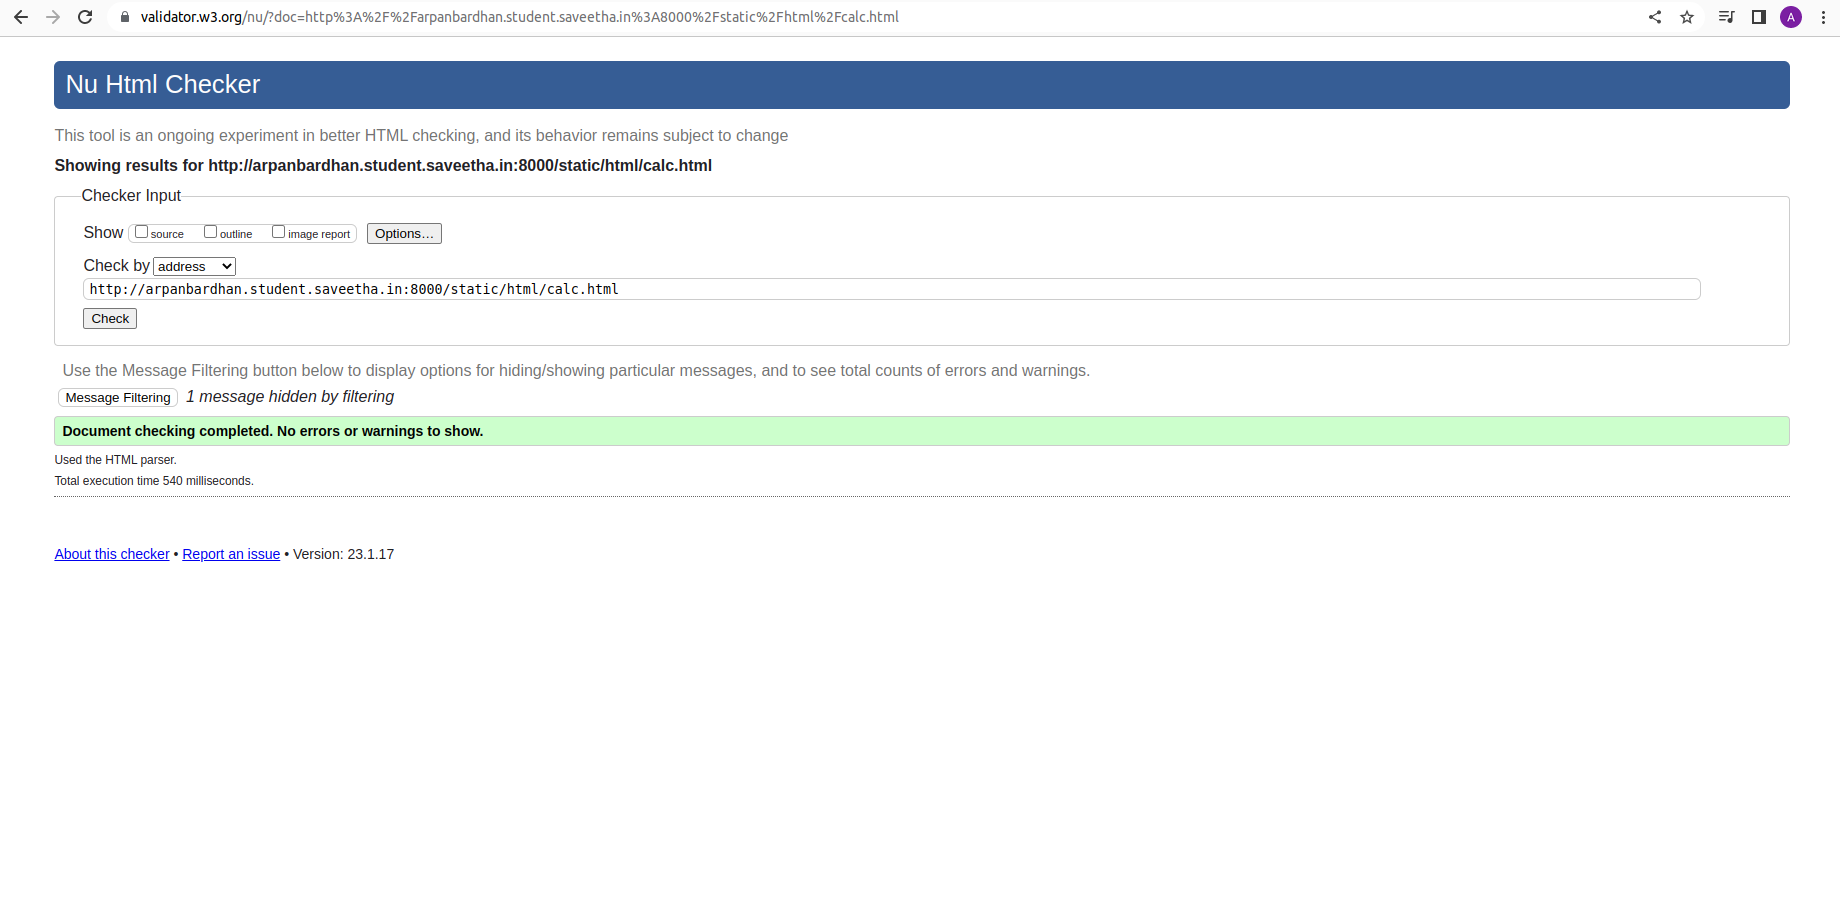 validator.w3.org/nu/?doc=http%3A%2F%2Farpanbardhan.student.saveetha.in%3A8000%2Fstatic%2Fhtml%2Fcalc.html
A
Nu Html Checker
This tool is an ongoing experiment in better HTML checking, and its behavior remains subject to change
Showing results for http://arpanbardhan.student.saveetha.in:8000/static/html/calc.html
Checker Input
Show source outline image report Options...
Check by address
http://arpanbardhan.student.saveetha.in:8000/static/html/calc.html
Check
Use the Message Filtering button below to display options for hiding/showing particular messages, and to see total counts of errors and warnings.
Message Filtering 1 message hidden by filtering
Document checking completed. No errors or warnings to show.
Used the HTML parser.
Total execution time 540 milliseconds.
About this checker • Report an issue • Version: 23.1.17